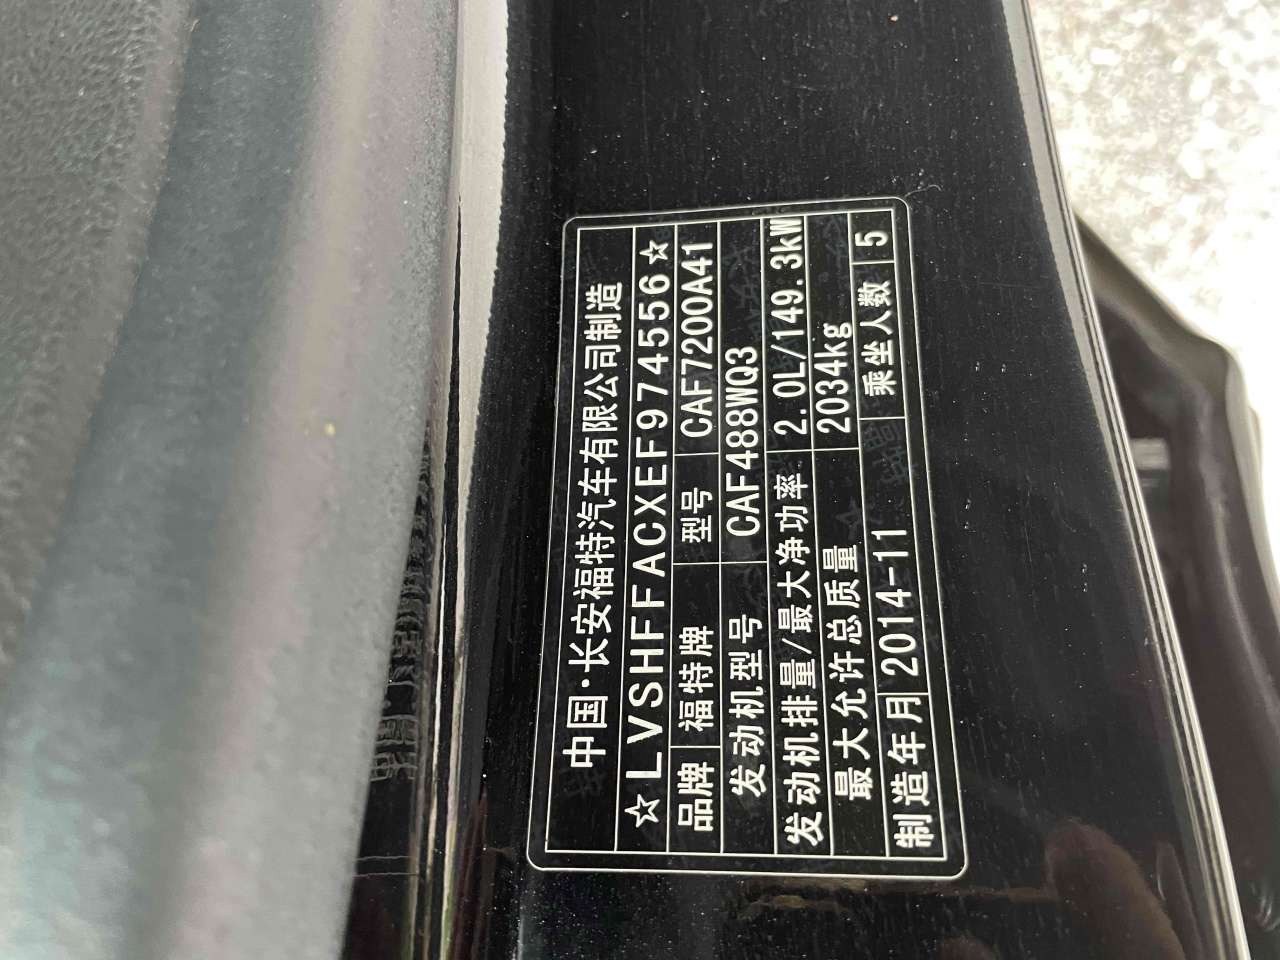 中国·长安福特汽车有限公司制造
☆LVSHFFACXEF974556☆
品牌 福特牌 型号 CAF7200A41
发动机型号 CAF488WQ3
发动机排量/最大净功率 2.0L/149.3kW
最大允许总质量 2034kg
制造年月 2014-11 乘坐人数 5